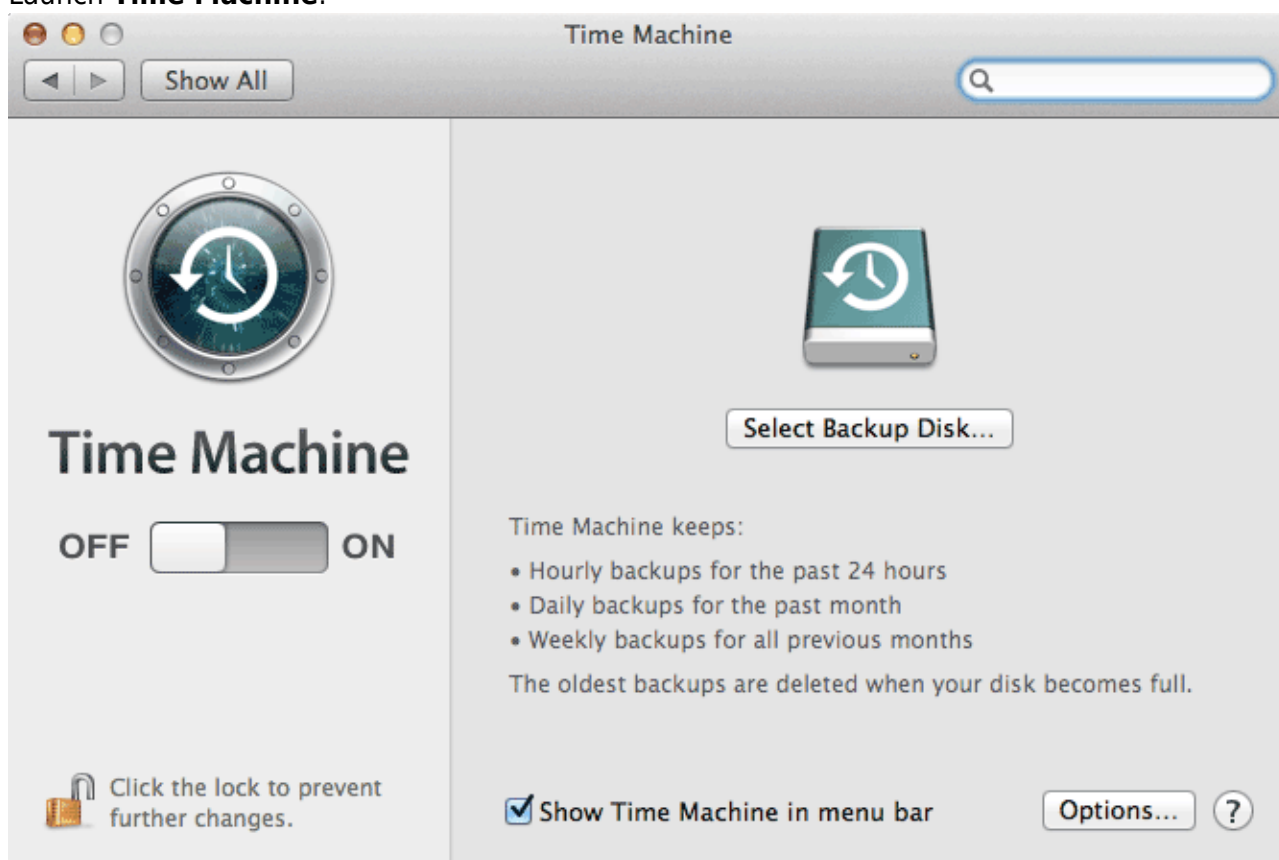 Launch Time Machine.
Time Machine
Show All
Time Machine
OFF ON
Select Backup Disk...
Time Machine keeps:
• Hourly backups for the past 24 hours
• Daily backups for the past month
• Weekly backups for all previous months
The oldest backups are deleted when your disk becomes full.
Click the lock to prevent
further changes.
Show Time Machine in menu bar
Options... ?